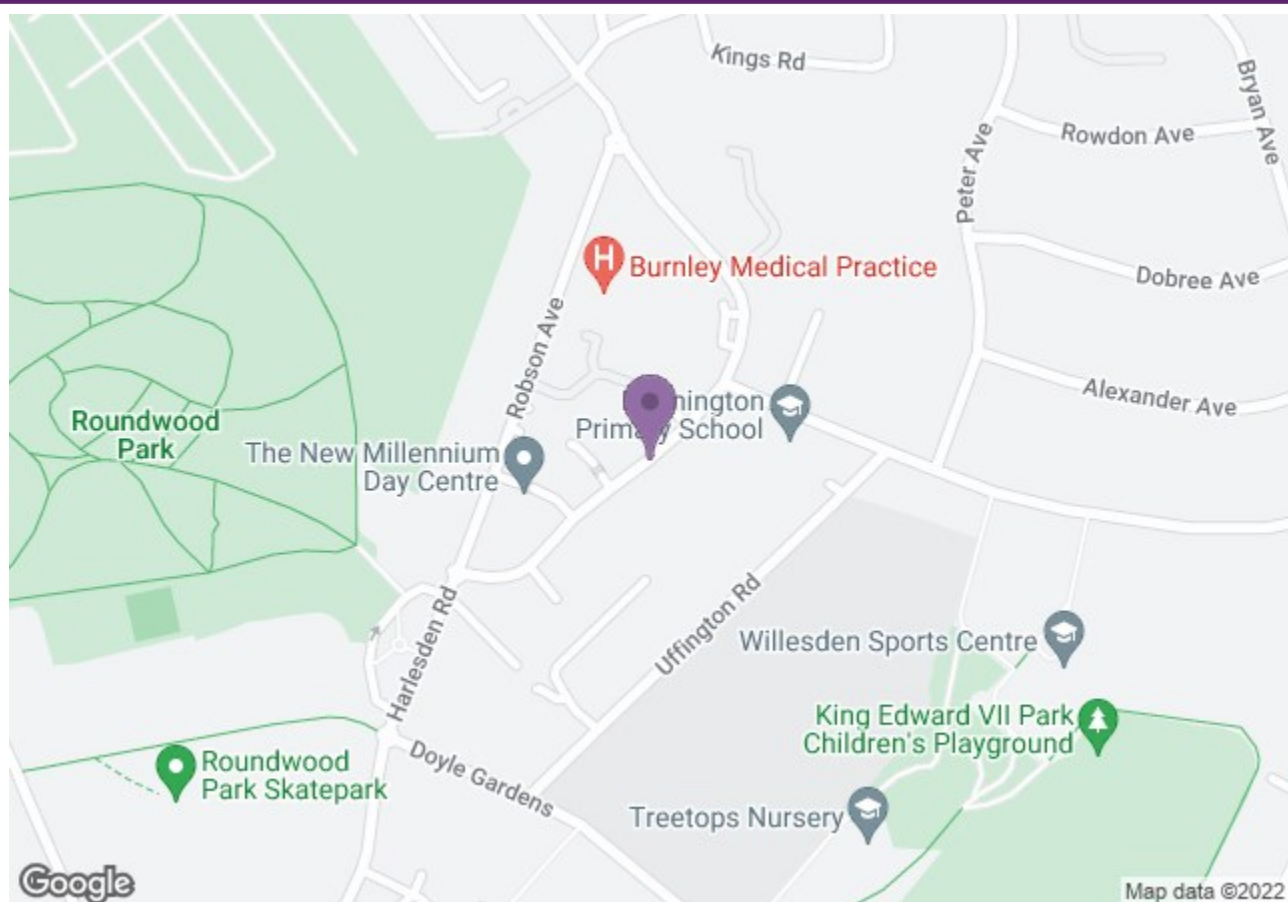 Kings Rd
Bryan Ave
Rowdon Ave
Peter Ave
Burnley Medical Practice
Dobree Ave
Robson Ave
Alexander Ave
Roundwood
Park
Primary School
The New Millennium
Day Centre
Uffington Rd
Harlesden Rd
Willesden Sports Centre
King Edward VII Park
Children's Playground
Doyle Gardens
Roundwood
Park Skatepark
Treetops Nursery
Google
Map data ©2022